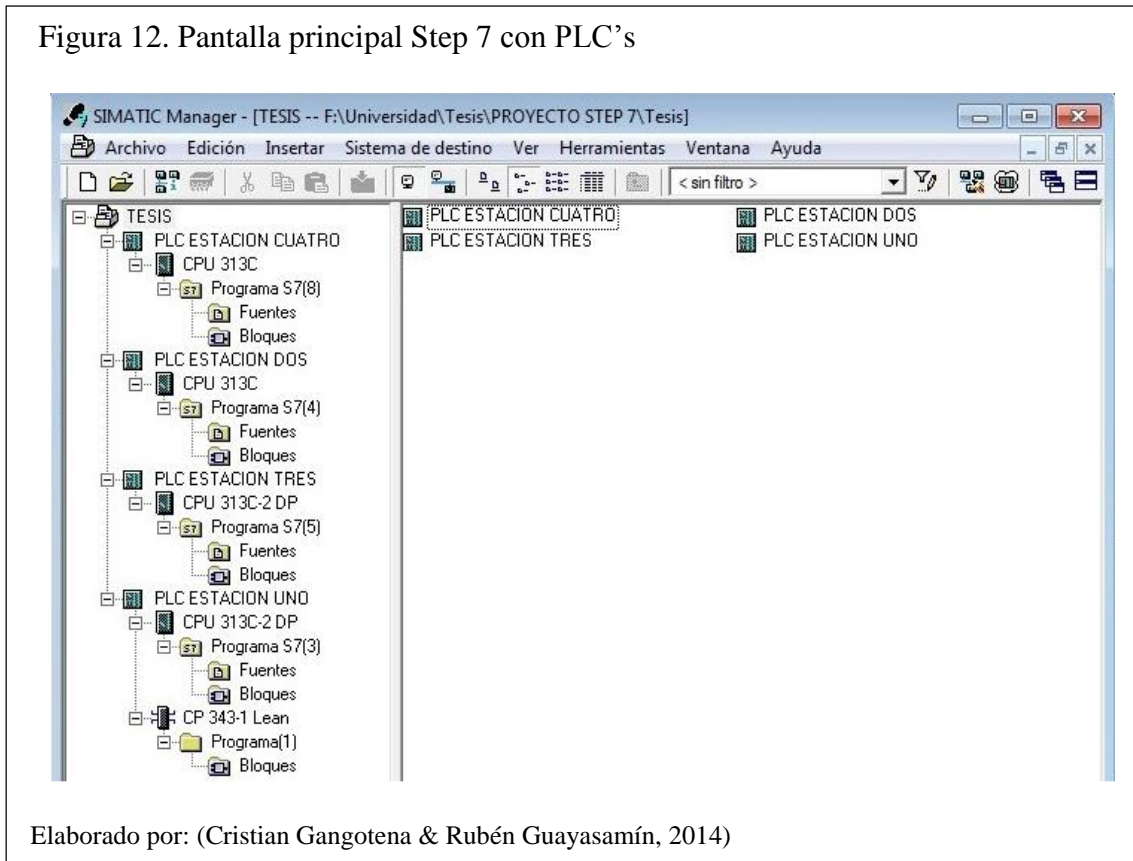 Figura 12. Pantalla principal Step 7 con PLC’s
SIMATIC Manager - [TESIS -- F:\Universidad\Tesis\PROYECTO STEP 7\Tesis]
Archivo Edición Insertar Sistema de destino Ver Herramientas Ventana Ayuda
< sin filtro >
TESIS
PLC ESTACION CUATRO
CPU 313C
Programa S7(8)
Fuentes
Bloques
PLC ESTACION DOS
CPU 313C
Programa S7(4)
Fuentes
Bloques
PLC ESTACION TRES
CPU 313C-2 DP
Programa S7(5)
Fuentes
Bloques
PLC ESTACION UNO
CPU 313C-2 DP
Programa S7(3)
Fuentes
Bloques
CP 343-1 Lean
Programa(1)
Bloques
PLC ESTACION CUATRO PLC ESTACION DOS
PLC ESTACION TRES PLC ESTACION UNO
Elaborado por: (Cristian Gangotena & Rubén Guayasamín, 2014)